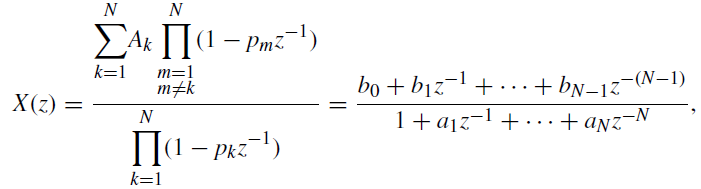 X(z) = \frac{\sum_{k=1}^{N} A_k \prod_{\substack{m=1 \\ m \neq k}}^{N} (1 - p_m z^{-1})}{\prod_{k=1}^{N} (1 - p_k z^{-1})} = \frac{b_0 + b_1 z^{-1} + \cdots + b_{N-1} z^{-(N-1)}}{1 + a_1 z^{-1} + \cdots + a_N z^{-N}},